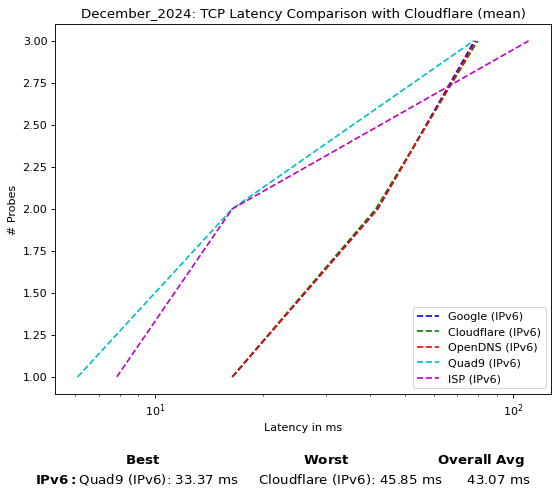 December_2024: TCP Latency Comparison with Cloudflare (mean)
3.00
2.75
2.50
2.25
2.00
1.75
1.50
1.25
1.00
# Probes
Google (IPv6)
Cloudflare (IPv6)
OpenDNS (IPv6)
Quad9 (IPv6)
ISP (IPv6)
10¹ 10²
Latency in ms
Best Worst Overall Avg
IPv6: Quad9 (IPv6): 33.37 ms Cloudflare (IPv6): 45.85 ms 43.07 ms